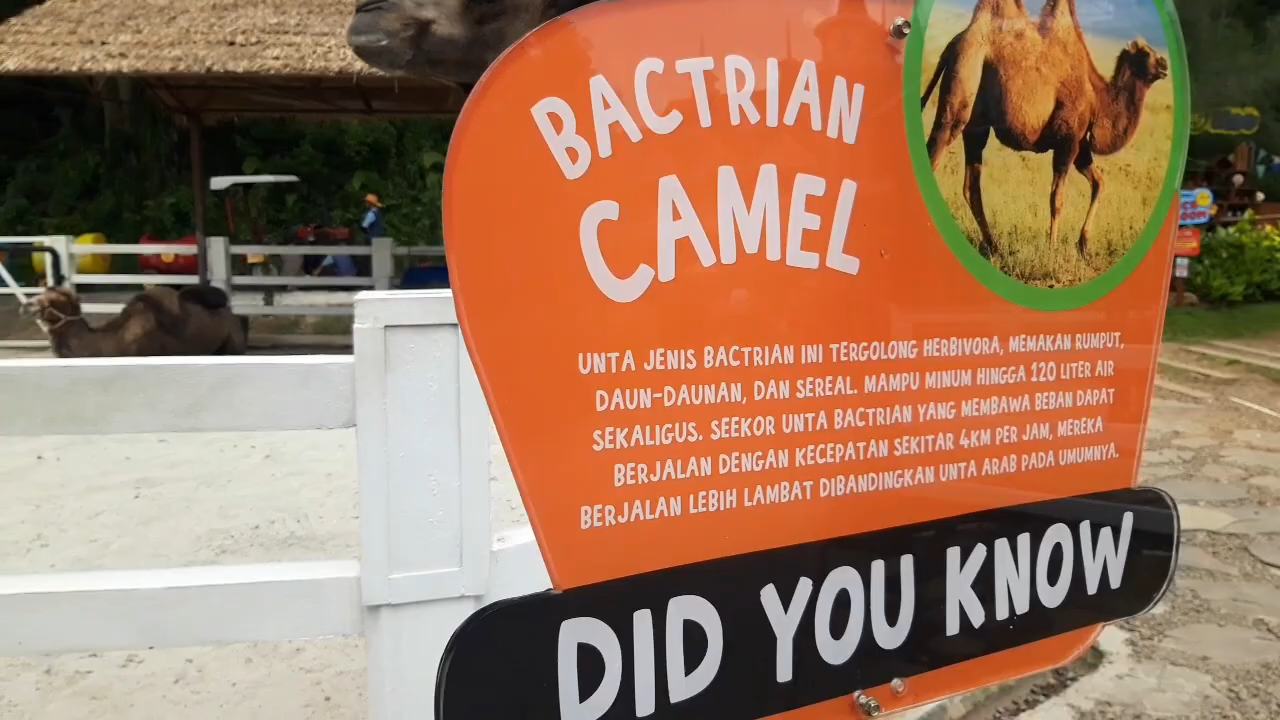 BACTRIAN
CAMEL
UNTA JENIS BACTRIAN INI TERGOLONG HERBIVORA, MEMAKAN RUMPUT,
DAUN-DAUNAN, DAN SEREAL. MAMPU MINUM HINGGA 120 LITER AIR
SEKALIGUS. SEEKOR UNTA BACTRIAN YANG MEMBAWA BEBAN DAPAT
BERJALAN DENGAN KECEPATAN SEKITAR 4KM PER JAM, MEREKA
BERJALAN LEBIH LAMBAT DIBANDINGKAN UNTA ARAB PADA UMUMNYA.
DID YOU KNOW